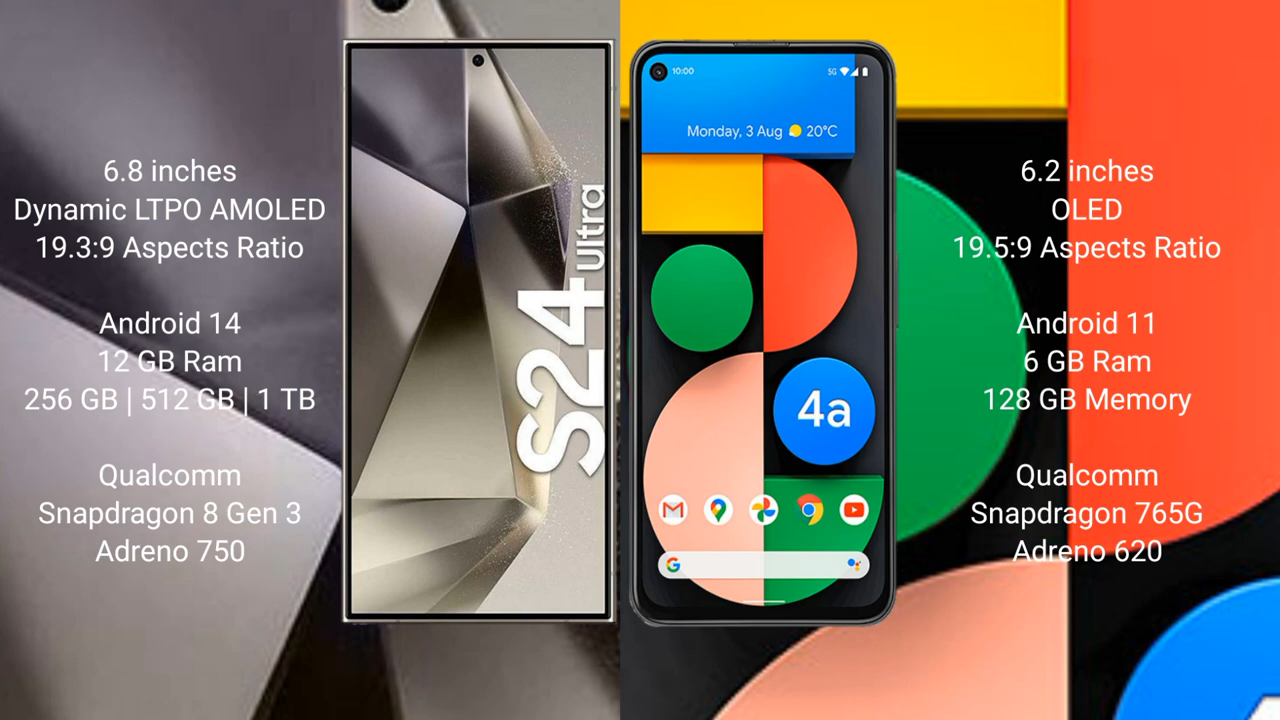 6.8 inches
Dynamic LTPO AMOLED
19.3:9 Aspects Ratio
Android 14
12 GB Ram
256 GB | 512 GB | 1 TB
Qualcomm
Snapdragon 8 Gen 3
Adreno 750
S24 Ultra
10:00
5G
Monday, 3 Aug 20°C
4a
6.2 inches
OLED
19.5:9 Aspects Ratio
Android 11
6 GB Ram
128 GB Memory
Qualcomm
Snapdragon 765G
Adreno 620